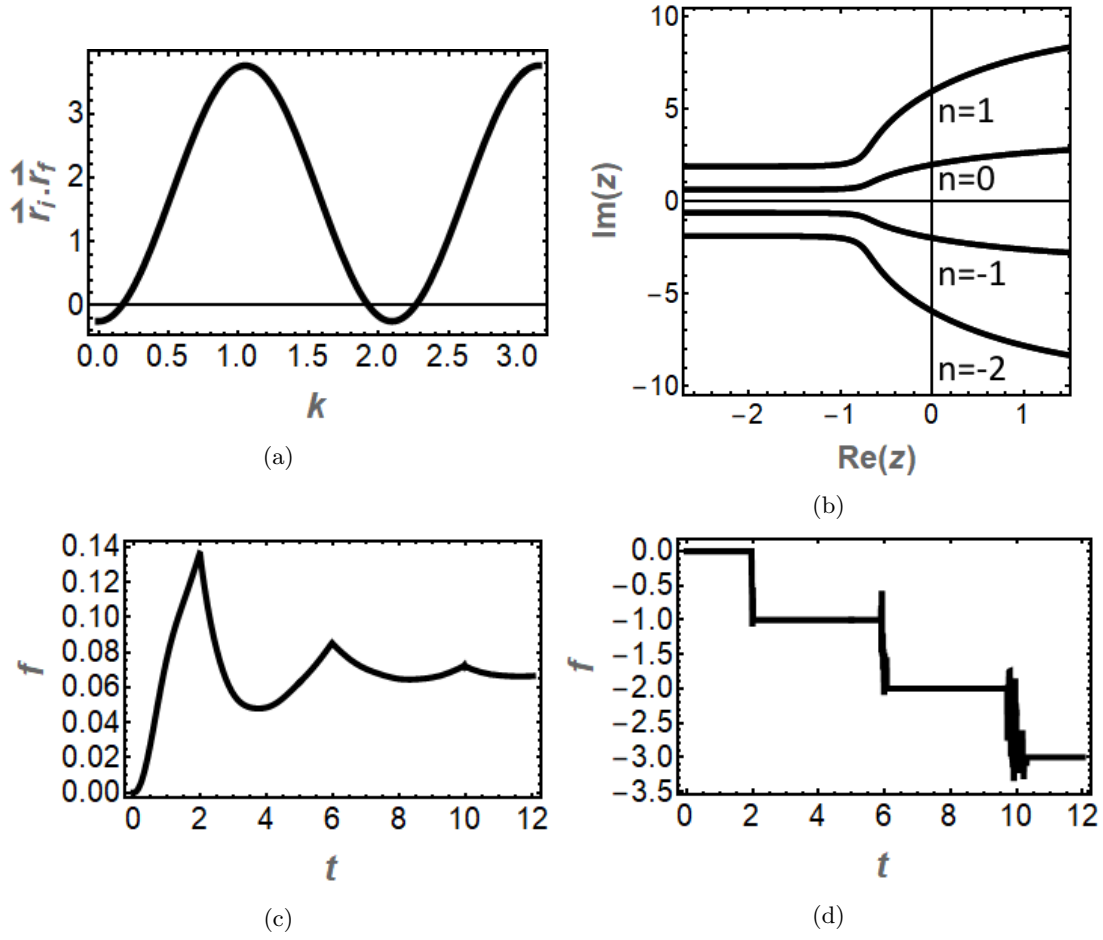 3
2
1
0
r⃗i.r⃗f
0.0 0.5 1.0 1.5 2.0 2.5 3.0
k
(a)
10
5
0
−5
−10
Im(z)
n=1
n=0
n=-1
n=-2
−2 −1 0 1
Re(z)
(b)
0.14
0.12
0.10
0.08
0.06
0.04
0.02
0.00
f
0 2 4 6 8 10 12
t
(c)
0.0
−0.5
−1.0
−1.5
−2.0
−2.5
−3.0
−3.5
f
0 2 4 6 8 10 12
t
(d)